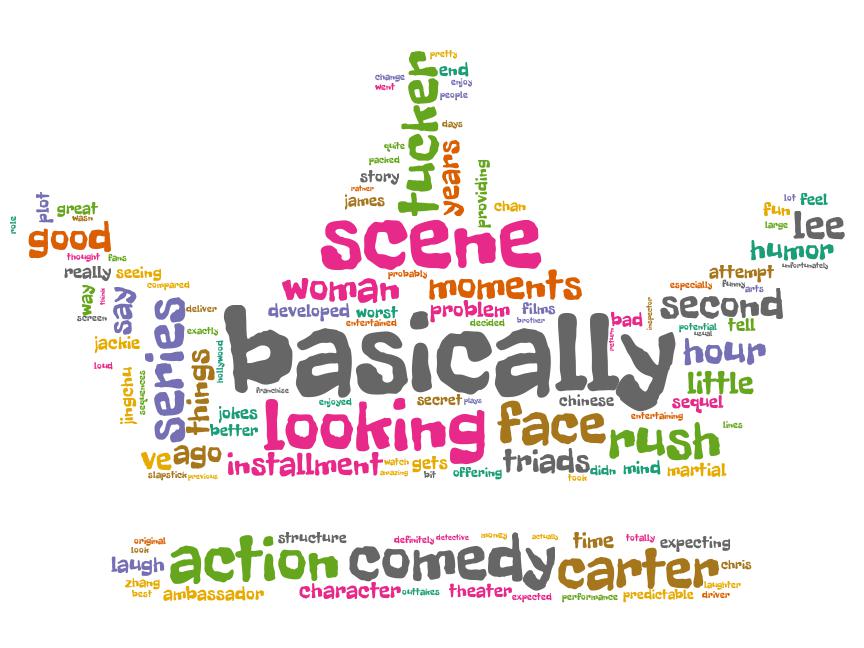 pretty
tucker
end
change
went
enjoy
people
days
quite
packed
years
story
rather
james
providing
chan
plot
great
wasn
role
good
thought fans
really seeing
compared
way
think
say
screen
lot feel
fun
large
lee
humor
unfortunately
attempt
funny arts
especially
scene
probably
woman moments
developed worst problem films
entertained decided brother
basically
inspector
second
bad
return
potential tell
usual
hour
little
sequel
deliver
series
exactly
hollywood
things
jackie
loud
jingchu
sequences
franchise
enjoyed
secret plays
chinese
entertaining
jokes
better
looking face rush
lines
ve ago
slapstick previous
installment watch gets
amazing bit
offering triads didn mind martial
took
original
look
structure
definitely detective money actually
time totally expecting
laugh action comedy carter chris
laughter
zhang
best ambassador
character outtakes theater expected performance predictable driver